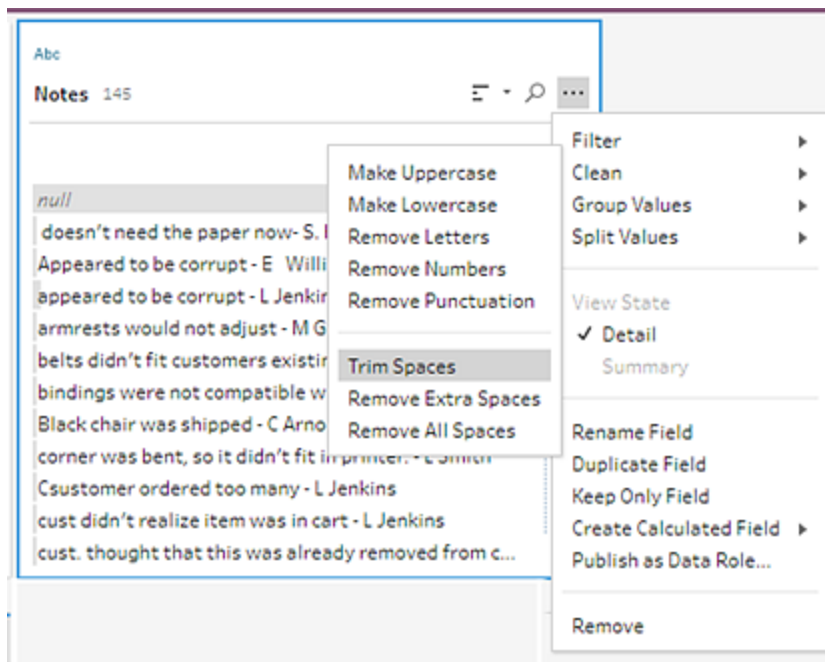 Abc
Notes 145
null
doesn't need the paper now- S.
Appeared to be corrupt - E Willi
appeared to be corrupt - L Jenkin
armrests would not adjust - M G
belts didn't fit customers existin
bindings were not compatible w
Black chair was shipped - C Arno
corner was bent, so it didn't fit in printer. - L Smith
Csustomer ordered too many - L Jenkins
cust didn't realize item was in cart - L Jenkins
cust. thought that this was already removed from c...
Make Uppercase
Make Lowercase
Remove Letters
Remove Numbers
Remove Punctuation
Trim Spaces
Remove Extra Spaces
Remove All Spaces
Filter
Clean
Group Values
Split Values
View State
✓ Detail
Summary
Rename Field
Duplicate Field
Keep Only Field
Create Calculated Field
Publish as Data Role...
Remove